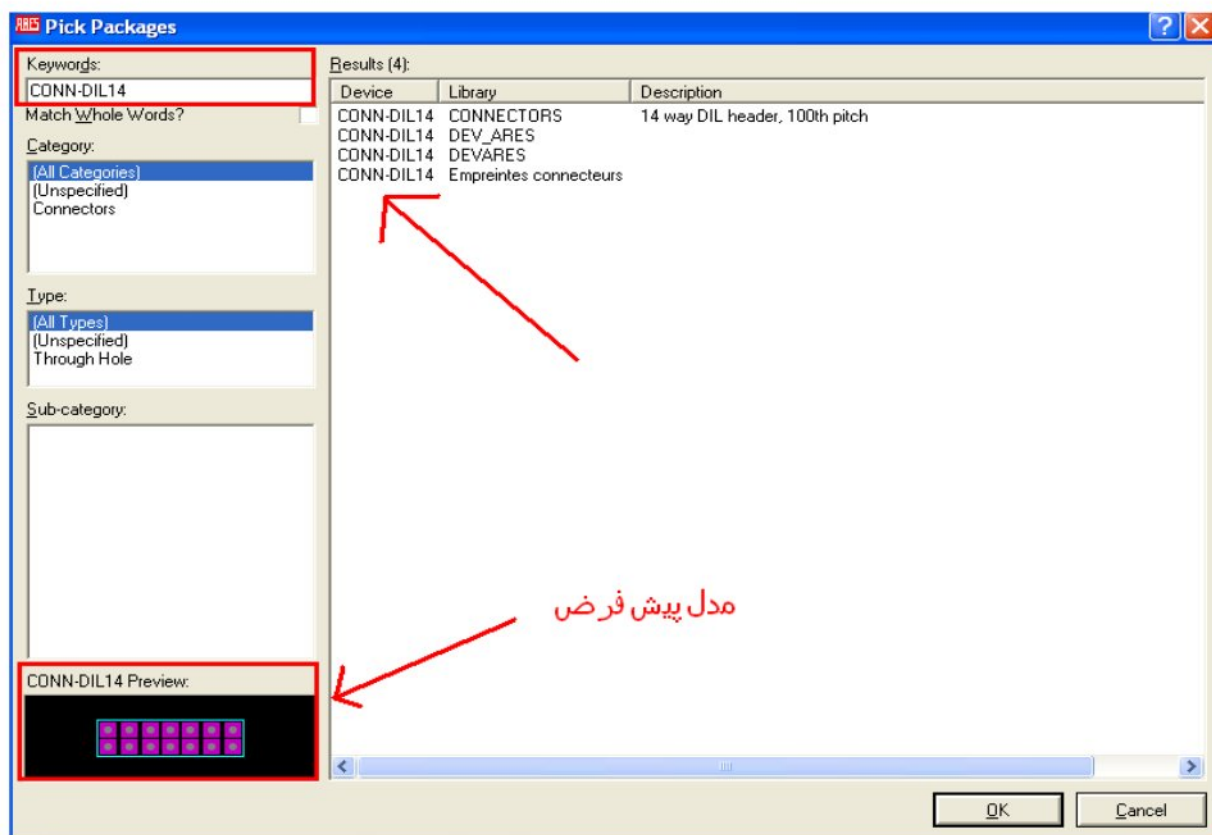 ARES Pick Packages
Keywords:
CONN-DIL14
Match Whole Words?
Category:
(All Categories)
(Unspecified)
Connectors
Type:
(All Types)
(Unspecified)
Through Hole
Sub-category:
CONN-DIL14 Preview:
Results (4):
Device Library Description
CONN-DIL14 CONNECTORS 14 way DIL header, 100th pitch
CONN-DIL14 DEV_ARES
CONN-DIL14 DEVARES
CONN-DIL14 Empreintes connecteurs
مدل پیش فرض
OK Cancel